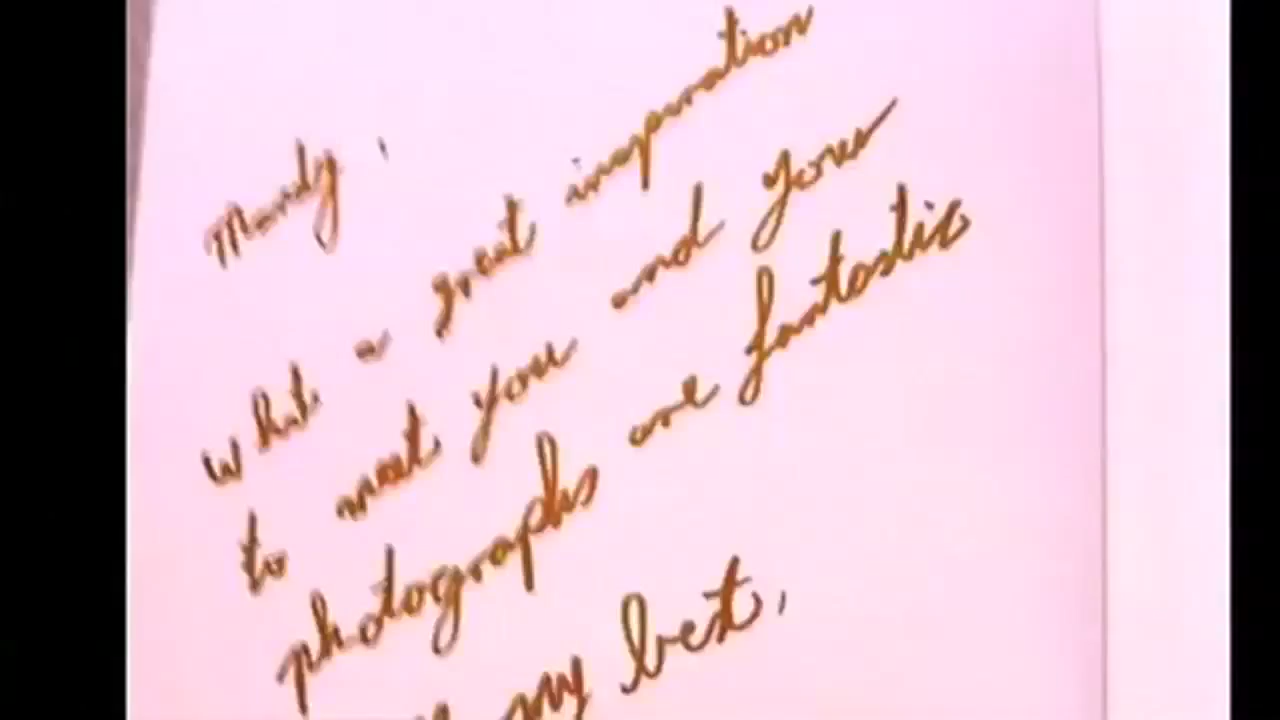 Mandy,
What a great inspiration
to meet you and your
photographs are fantastic
my best,